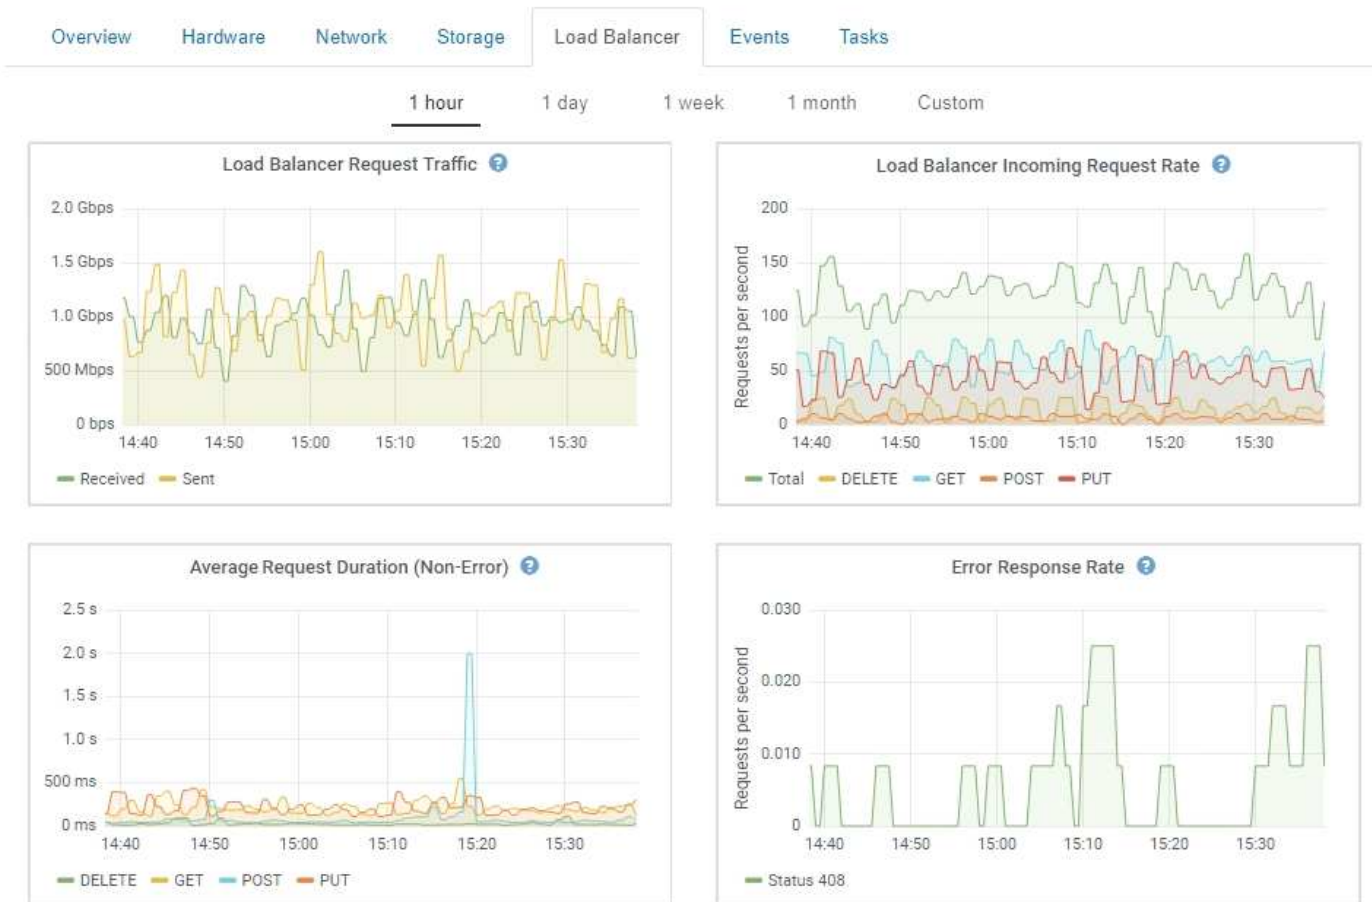 Overview Hardware Network Storage Load Balancer Events Tasks
1 hour 1 day 1 week 1 month Custom
Load Balancer Request Traffic ?
2.0 Gbps
1.5 Gbps
1.0 Gbps
500 Mbps
0 bps
14:40 14:50 15:00 15:10 15:20 15:30
Received Sent
Load Balancer Incoming Request Rate ?
Requests per second
200
150
100
50
0
14:40 14:50 15:00 15:10 15:20 15:30
Total DELETE GET POST PUT
Average Request Duration (Non-Error) ?
2.5 s
2.0 s
1.5 s
1.0 s
500 ms
0 ms
14:40 14:50 15:00 15:10 15:20 15:30
DELETE GET POST PUT
Error Response Rate ?
Requests per second
0.030
0.020
0.010
0
14:40 14:50 15:00 15:10 15:20 15:30
Status 408